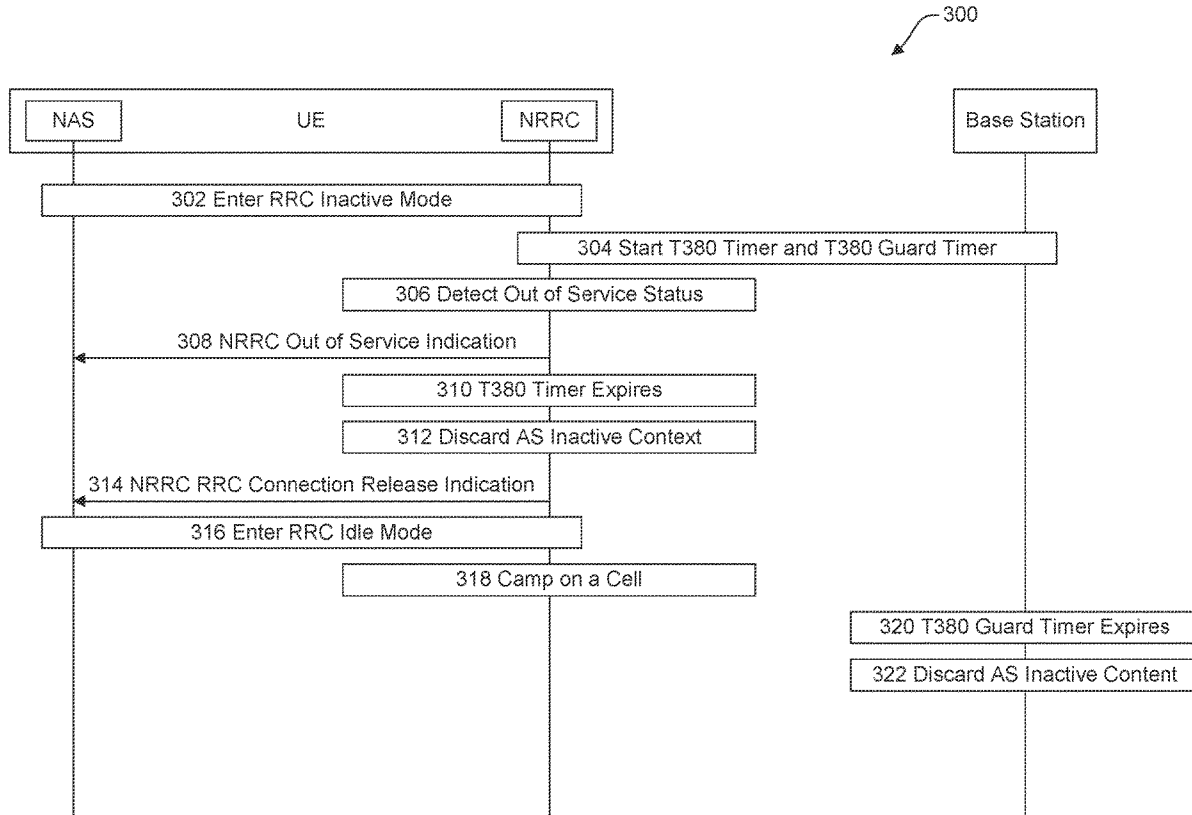 300
NAS UE NRRC Base Station
302 Enter RRC Inactive Mode
304 Start T380 Timer and T380 Guard Timer
306 Detect Out of Service Status
308 NRRC Out of Service Indication
310 T380 Timer Expires
312 Discard AS Inactive Context
314 NRRC RRC Connection Release Indication
316 Enter RRC Idle Mode
318 Camp on a Cell
320 T380 Guard Timer Expires
322 Discard AS Inactive Content